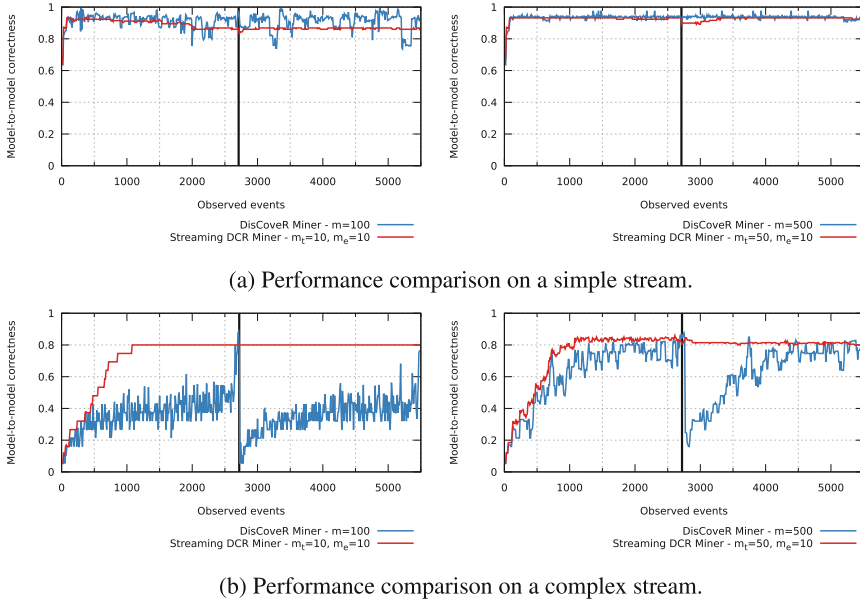 Model-to-model correctness
1
0.8
0.6
0.4
0.2
0
0 1000 2000 3000 4000 5000
Observed events
DisCoveR Miner - m=100
Streaming DCR Miner - mt=10, me=10
Model-to-model correctness
1
0.8
0.6
0.4
0.2
0
0 1000 2000 3000 4000 5000
Observed events
DisCoveR Miner - m=500
Streaming DCR Miner - mt=50, me=10
(a) Performance comparison on a simple stream.
Model-to-model correctness
1
0.8
0.6
0.4
0.2
0
0 1000 2000 3000 4000 5000
Observed events
DisCoveR Miner - m=100
Streaming DCR Miner - mt=10, me=10
Model-to-model correctness
1
0.8
0.6
0.4
0.2
0
0 1000 2000 3000 4000 5000
Observed events
DisCoveR Miner - m=500
Streaming DCR Miner - mt=50, me=10
(b) Performance comparison on a complex stream.